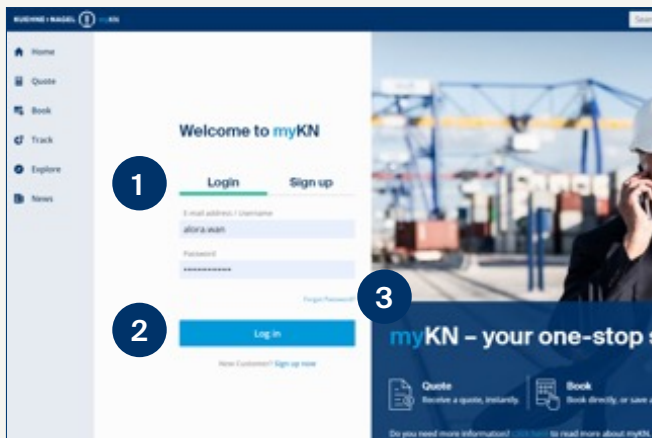 KUEHNE+NAGEL myKN
Sear
Home
Quote
Book
Track
Explore
News
Welcome to myKN
1
Login Sign up
E-mail address / Username
alora.wan
Password
••••••••••
Forgot Password?
3
2
Log in
New Customer? Sign up now
myKN – your one-stop s
Quote
Receive a quote, instantly.
Book
Book directly, or save a
Do you need more information? to read more about myKN.